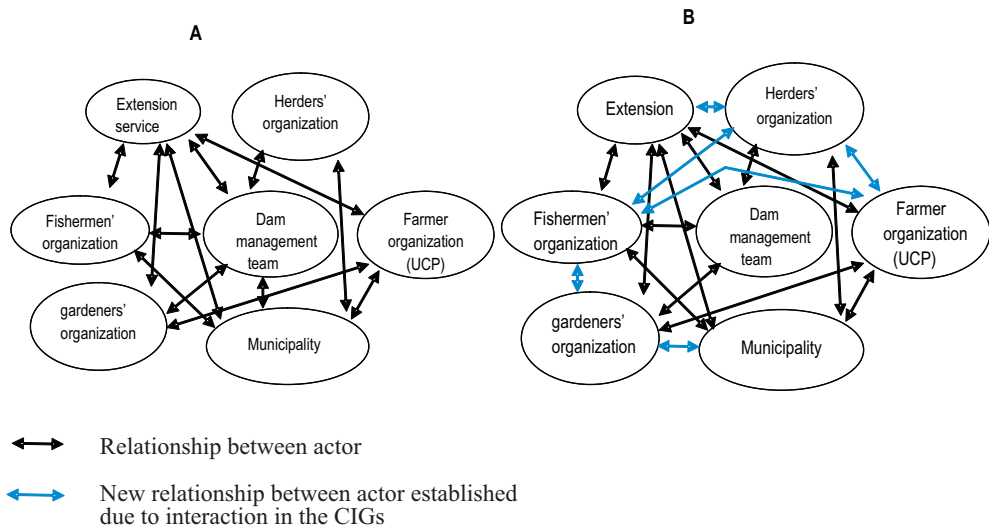 A
Extension
service
Herders'
organization
Fishermen'
organization
Dam
management
team
Farmer
organization
(UCP)
gardeners'
organization
Municipality
B
Extension
Herders'
organization
Fishermen'
organization
Dam
management
team
Farmer
organization
(UCP)
gardeners'
organization
Municipality
Relationship between actor
New relationship between actor established
due to interaction in the CIGs